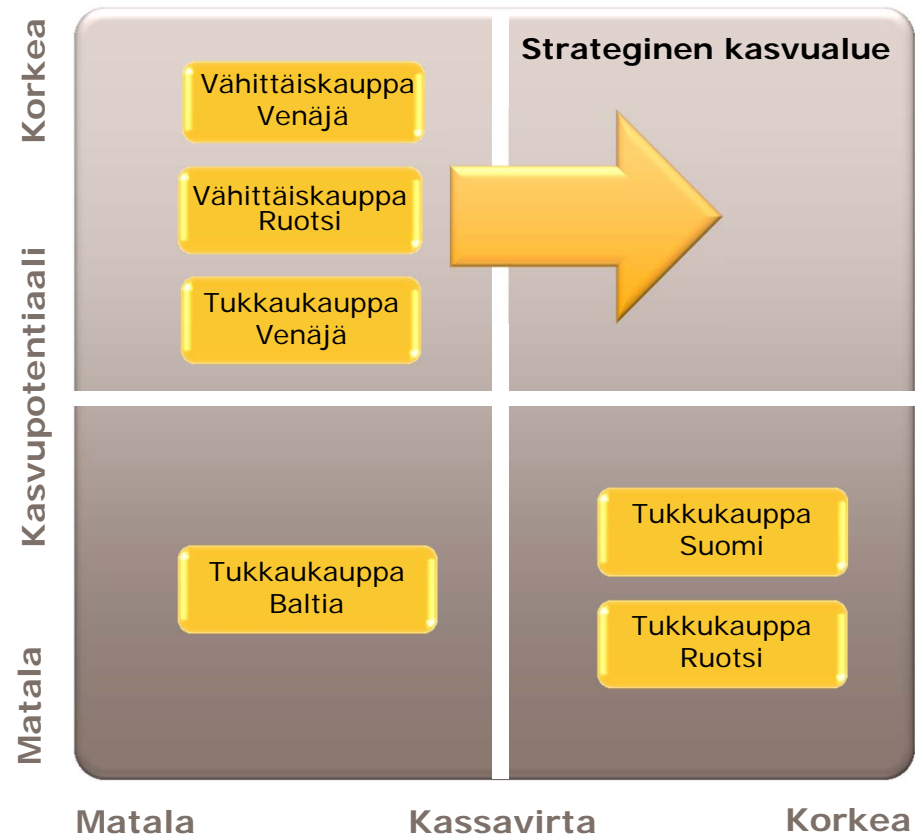 Korkea
Kasvupotentiaali
Matala
Strateginen kasvualue
Vähittäiskauppa
Venäjä
Vähittäiskauppa
Ruotsi
Tukkaukauppa
Venäjä
Tukkaukauppa
Baltia
Tukkukauppa
Suomi
Tukkukauppa
Ruotsi
Matala
Kassavirta
Korkea